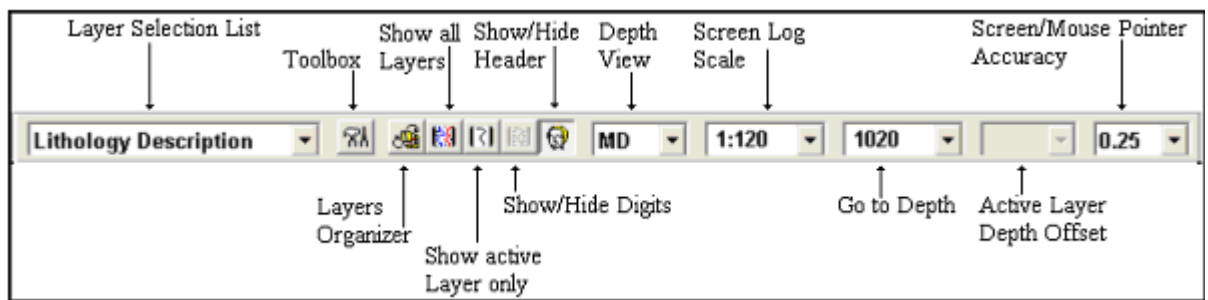 Layer Selection List
Toolbox
Show all
Layers
Show/Hide
Header
Depth
View
Screen Log
Scale
Screen/Mouse Pointer
Accuracy
Lithology Description
MD
1:120
1020
0.25
Layers
Organizer
Show active
Layer only
Show/Hide Digits
Go to Depth
Active Layer
Depth Offset